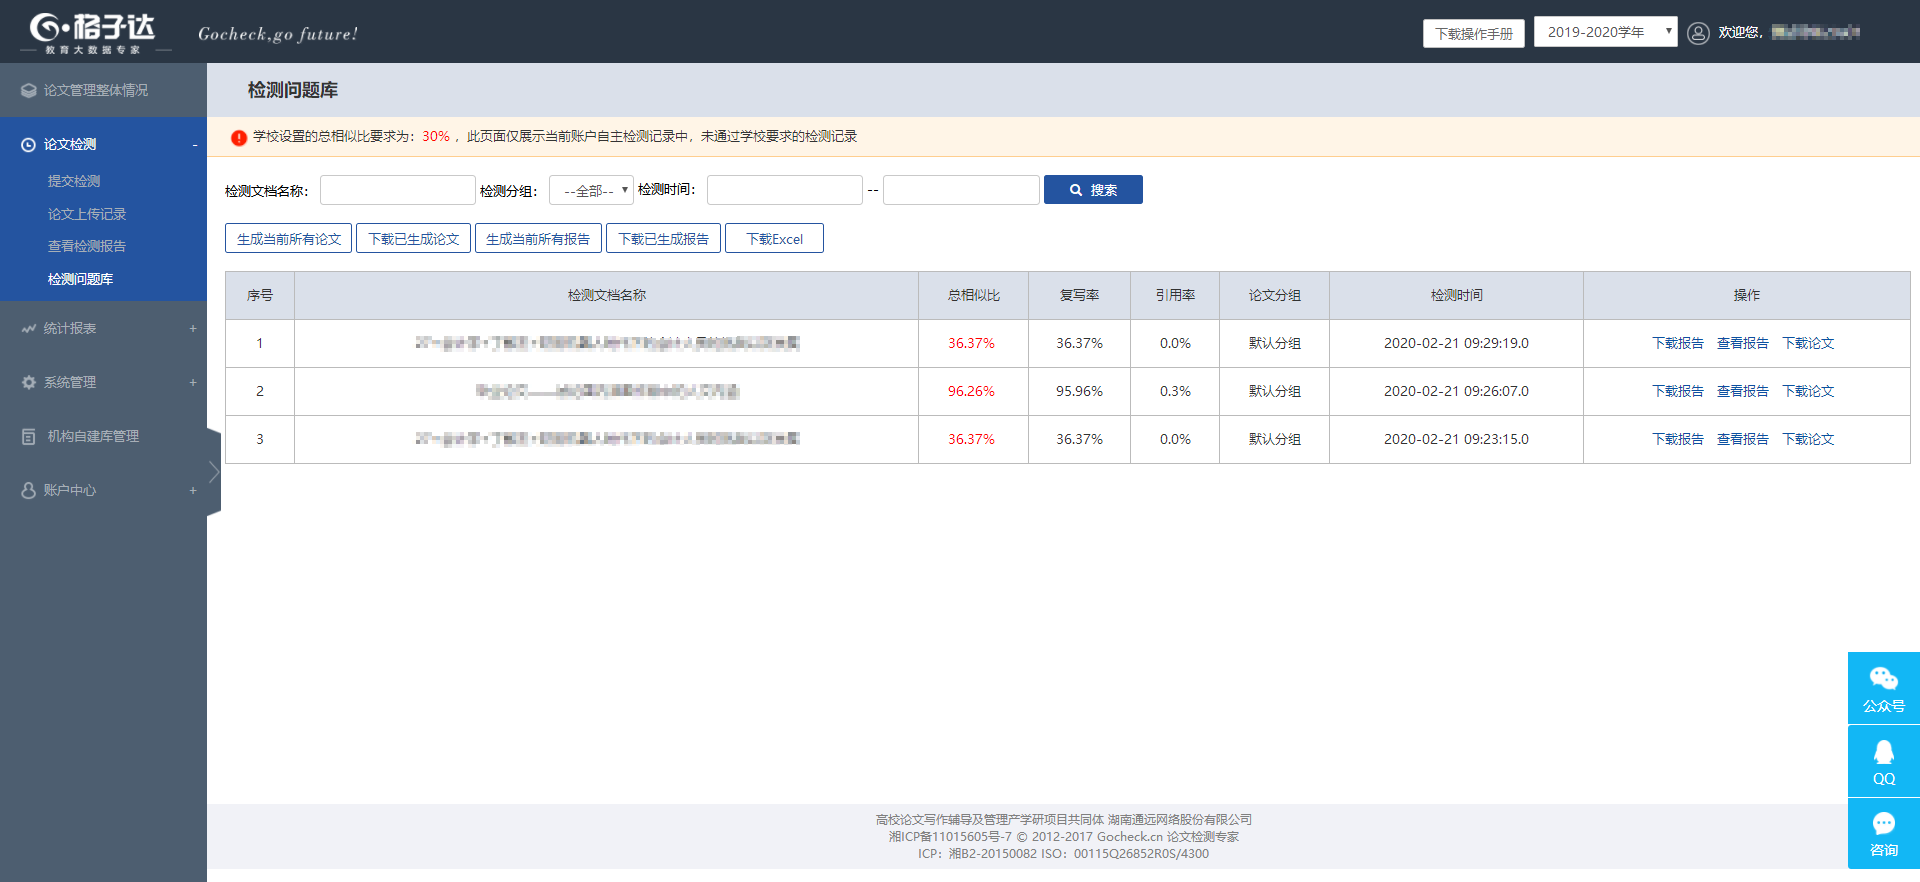 格子达
教育大数据专家
Gocheck,go future!
下载操作手册
2019-2020学年
欢迎您,
论文管理整体情况
论文检测 -
提交检测
论文上传记录
查看检测报告
检测问题库
统计报表 +
系统管理 +
机构自建库管理
账户中心 +
检测问题库
学校设置的总相似比要求为：30% ，此页面仅展示当前账户自主检测记录中，未通过学校要求的检测记录
检测文档名称： 检测分组： --全部-- 检测时间： -- 搜索
生成当前所有论文 下载已生成论文 生成当前所有报告 下载已生成报告 下载Excel
序号 检测文档名称 总相似比 复写率 引用率 论文分组 检测时间 操作
1 36.37% 36.37% 0.0% 默认分组 2020-02-21 09:29:19.0 下载报告 查看报告 下载论文
2 96.26% 95.96% 0.3% 默认分组 2020-02-21 09:26:07.0 下载报告 查看报告 下载论文
3 36.37% 36.37% 0.0% 默认分组 2020-02-21 09:23:15.0 下载报告 查看报告 下载论文
公众号
QQ
咨询
高校论文写作辅导及管理产学研项目共同体 湖南通远网络股份有限公司
湘ICP备11015605号-7 © 2012-2017 Gocheck.cn 论文检测专家
ICP：湘B2-20150082 ISO：00115Q26852R0S/4300